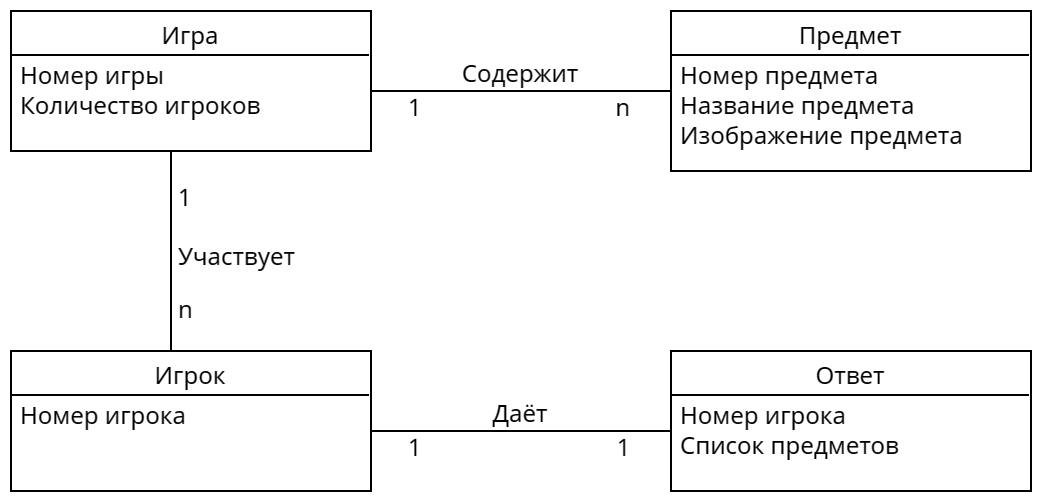 Игра
Номер игры
Количество игроков
Содержит
1
n
Предмет
Номер предмета
Название предмета
Изображение предмета
1
Участвует
n
Игрок
Номер игрока
Даёт
1
1
Ответ
Номер игрока
Список предметов